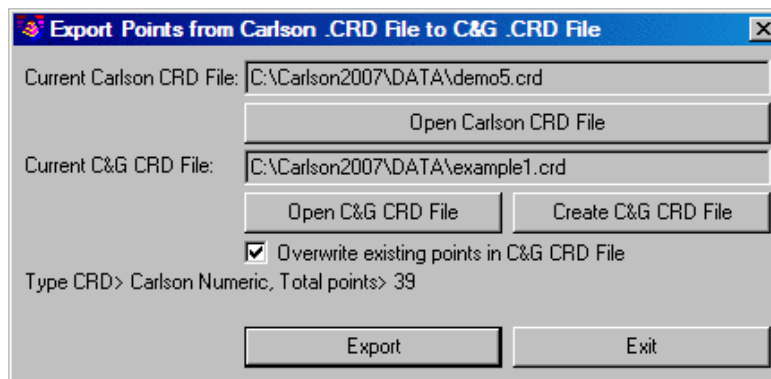 Export Points from Carlson .CRD File to C&G .CRD File
Current Carlson CRD File: C:\Carlson2007\DATA\demo5.crd
Open Carlson CRD File
Current C&G CRD File: C:\Carlson2007\DATA\example1.crd
Open C&G CRD File Create C&G CRD File
Overwrite existing points in C&G CRD File
Type CRD> Carlson Numeric, Total points> 39
Export Exit